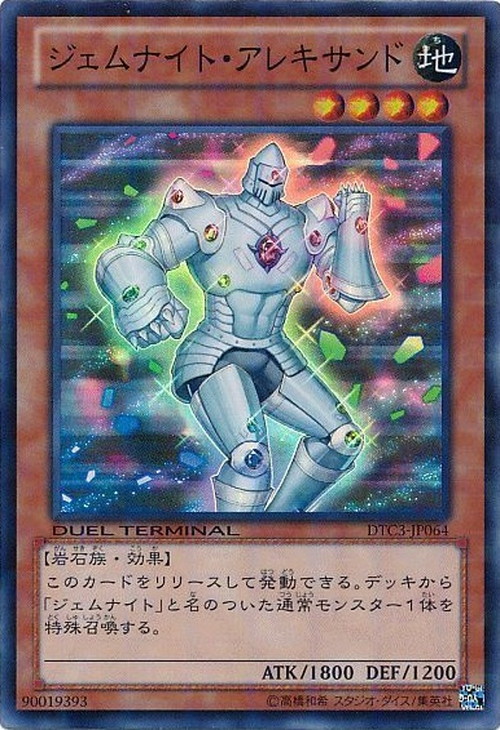 ジェムナイト・アレキサンド
地
DUEL TERMINAL
DTC3-JP064
【岩石族・効果】
このカードをリリースして発動できる。デッキから
「ジェムナイト」と名のついた通常モンスター1体を
特殊召喚する。
ATK/1800 DEF/1200
90019393
©高橋和希 スタジオ・ダイス/集英社